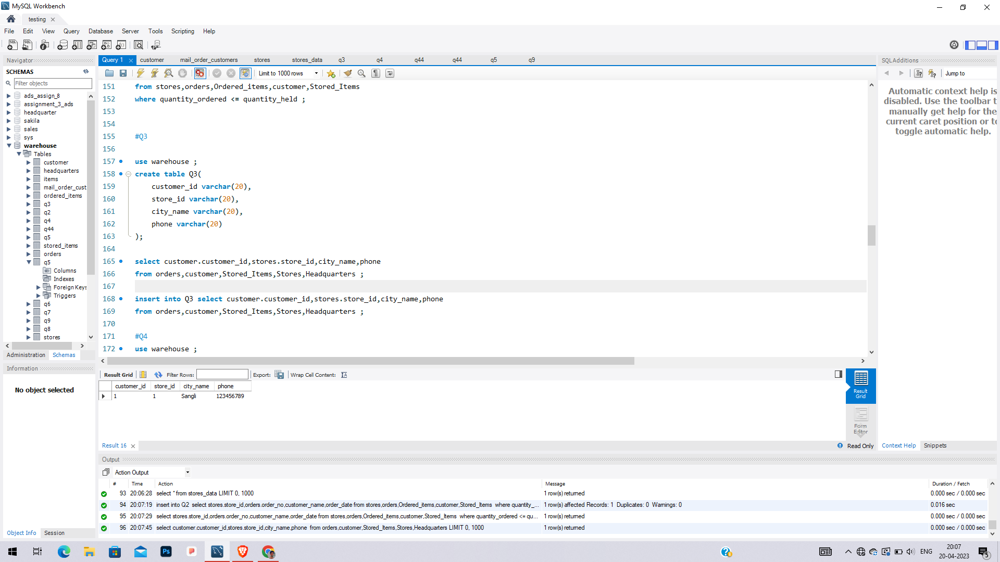 MySQL Workbench
testing
File Edit View Query Database Server Tools Scripting Help
Navigator
SCHEMAS
Filter objects
ads_assign_8
assignment_3_ads
headquarter
sakila
sales
sys
warehouse
Tables
customer
headquarters
items
mail_order_cust
ordered_items
q3
q2
q4
q44
q5
stored_items
orders
q5
Columns
Indexes
Foreign Keys
Triggers
q6
q7
q9
q8
stores
Administration Schemas
Information
No object selected
Object Info Session
Query 1 customer mail_order_customers stores stores_data q3 q4 q44 q44 q5 q9
Limit to 1000 rows
151 from stores,orders,Ordered_items,customer,Stored_Items
152 where quantity_ordered <= quantity_held ;
153
154
155 #Q3
156
157 use warehouse ;
158 create table Q3(
159 customer_id varchar(20),
160 store_id varchar(20),
161 city_name varchar(20),
162 phone varchar(20)
163 );
164
165 select customer.customer_id,stores.store_id,city_name,phone
166 from orders,customer,Stored_Items,Stores,Headquarters ;
167
168 insert into Q3 select customer.customer_id,stores.store_id,city_name,phone
169 from orders,customer,Stored_Items,Stores,Headquarters ;
170
171 #Q4
172 use warehouse ;
Result Grid Filter Rows: Export: Wrap Cell Content:
customer_id store_id city_name phone
1 1 Sangli 123456789
Result Grid
Form Editor
Result 16
Read Only
SQLAdditions
Jump to
Automatic context help is
disabled. Use the toolbar t
manually get help for the
current caret position or to
toggle automatic help.
Context Help Snippets
Output
Action Output
# Time Action Message Duration / Fetch
93 20:06:28 select * from stores_data LIMIT 0, 1000 1 row(s) returned 0.000 sec / 0.000 sec
94 20:07:19 insert into Q2 select stores.store_id,orders.order_no,customer_name,order_date from stores,orders,Ordered_items,customer,Stored_Items where quantity_... 1 row(s) affected Records: 1 Duplicates: 0 Warnings: 0 0.016 sec
95 20:07:29 select stores.store_id,orders.order_no,customer_name,order_date from stores,orders,Ordered_items,customer,Stored_Items where quantity_ordered <= qu... 1 row(s) returned 0.000 sec / 0.000 sec
96 20:07:45 select customer.customer_id,stores.store_id,city_name,phone from orders,customer,Stored_Items,Stores,Headquarters LIMIT 0, 1000 1 row(s) returned 0.000 sec / 0.000 sec
Ps
ENG
20:07
20-04-2023
5